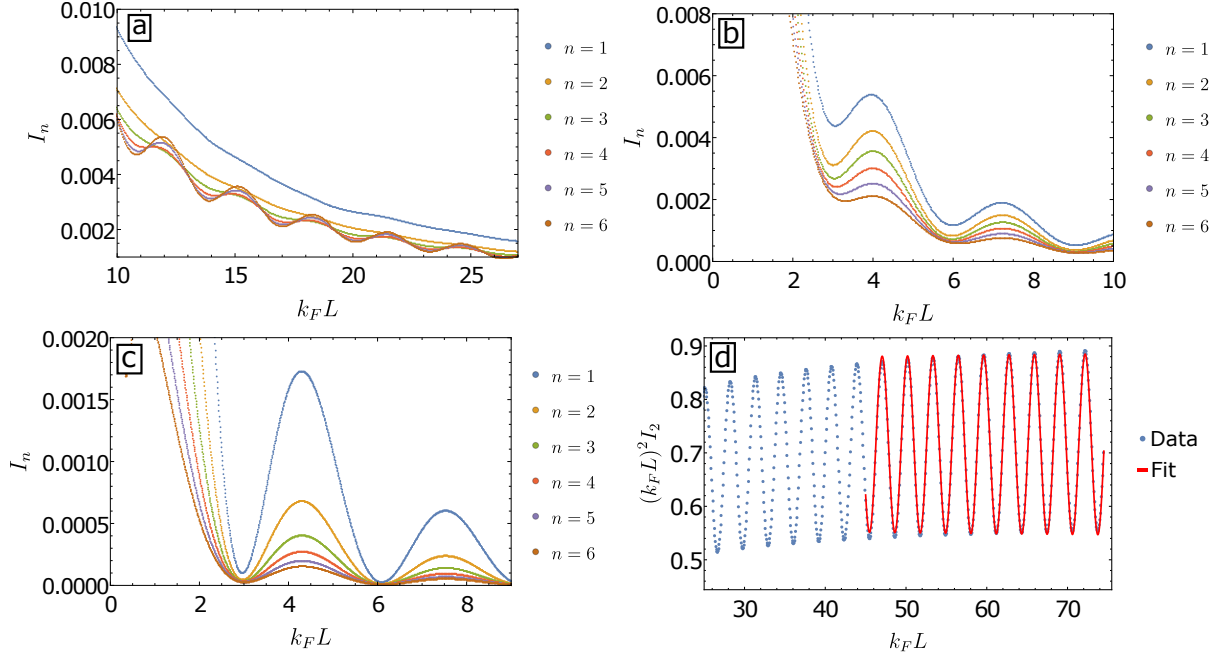 a
0.010
0.008
0.006
0.004
0.002
I_n
10 15 20 25
k_F L
n = 1
n = 2
n = 3
n = 4
n = 5
n = 6
b
0.008
0.006
0.004
0.002
0.000
I_n
0 2 4 6 8 10
k_F L
n = 1
n = 2
n = 3
n = 4
n = 5
n = 6
c
0.0020
0.0015
0.0010
0.0005
0.0000
I_n
0 2 4 6 8
k_F L
n = 1
n = 2
n = 3
n = 4
n = 5
n = 6
d
0.9
0.8
0.7
0.6
0.5
(k_F L)^2 I_2
30 40 50 60 70
k_F L
Data
Fit